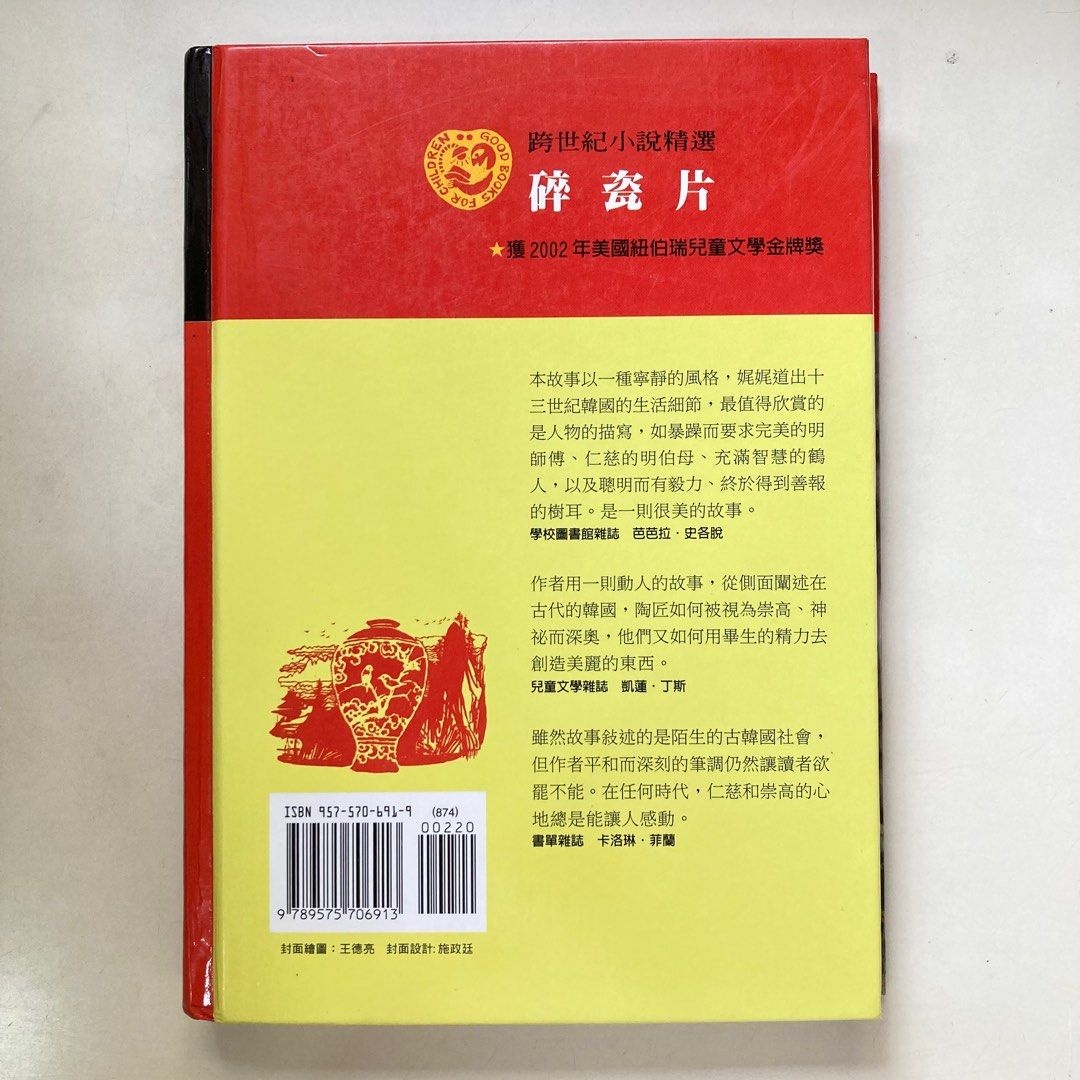 GOOD BOOKS FOR CHILDREN
跨世紀小說精選
碎瓷片
★獲2002年美國紐伯瑞兒童文學金牌獎
本故事以一種寧靜的風格，娓娓道出十
三世紀韓國的生活細節，最值得欣賞的
是人物的描寫，如暴躁而要求完美的明
師傅、仁慈的明伯母、充滿智慧的鶴
人，以及聰明而有毅力、終於得到善報
的樹耳。是一則很美的故事。
學校圖書館雜誌　芭芭拉・史各脫
作者用一則動人的故事，從側面闡述在
古代的韓國，陶匠如何被視為崇高、神
祕而深奧，他們又如何用畢生的精力去
創造美麗的東西。
兒童文學雜誌　凱蓮・丁斯
雖然故事敘述的是陌生的古韓國社會，
但作者平和而深刻的筆調仍然讓讀者欲
罷不能。在任何時代，仁慈和崇高的心
地總是能讓人感動。
書單雜誌　卡洛琳・菲蘭
ISBN 957-570-691-9 (874)
00220
9 789575 706913
封面繪圖：王德亮　封面設計:施政廷